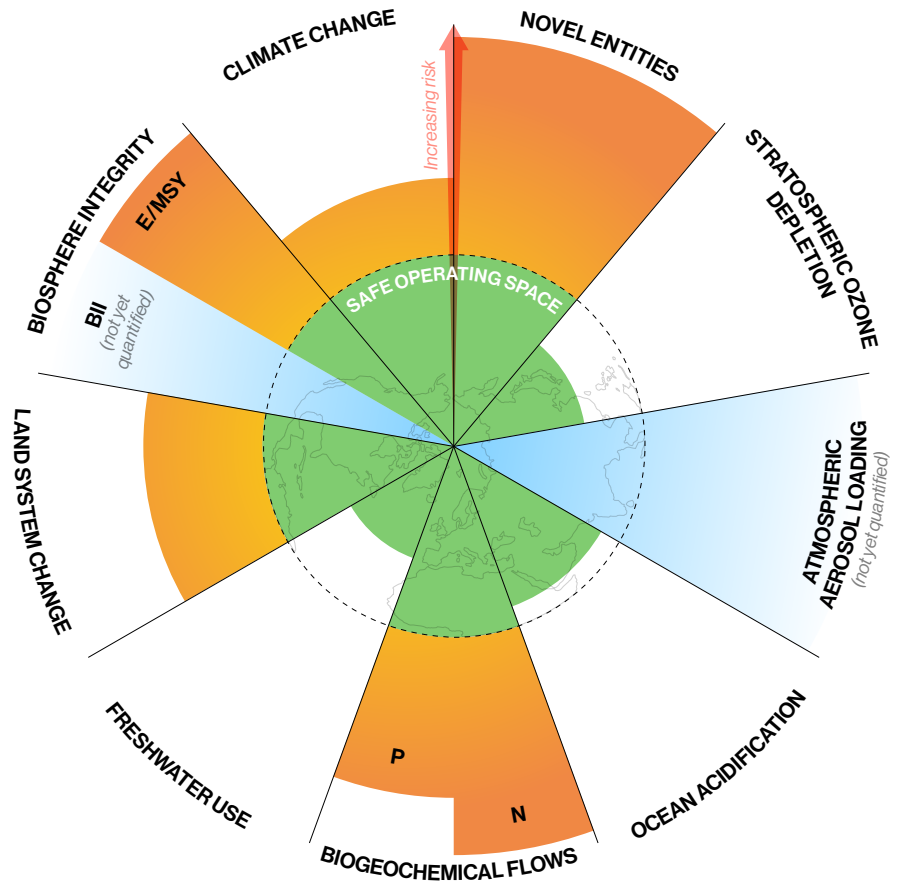 CLIMATE CHANGE
NOVEL ENTITIES
STRATOSPHERIC OZONE
DEPLETION
ATMOSPHERIC
AEROSOL LOADING
(not yet quantified)
OCEAN ACIDIFICATION
BIOGEOCHEMICAL FLOWS
P
N
FRESHWATER USE
LAND SYSTEM CHANGE
BIOSPHERE INTEGRITY
E/MSY
BII
(not yet
quantified)
Increasing risk
SAFE OPERATING SPACE